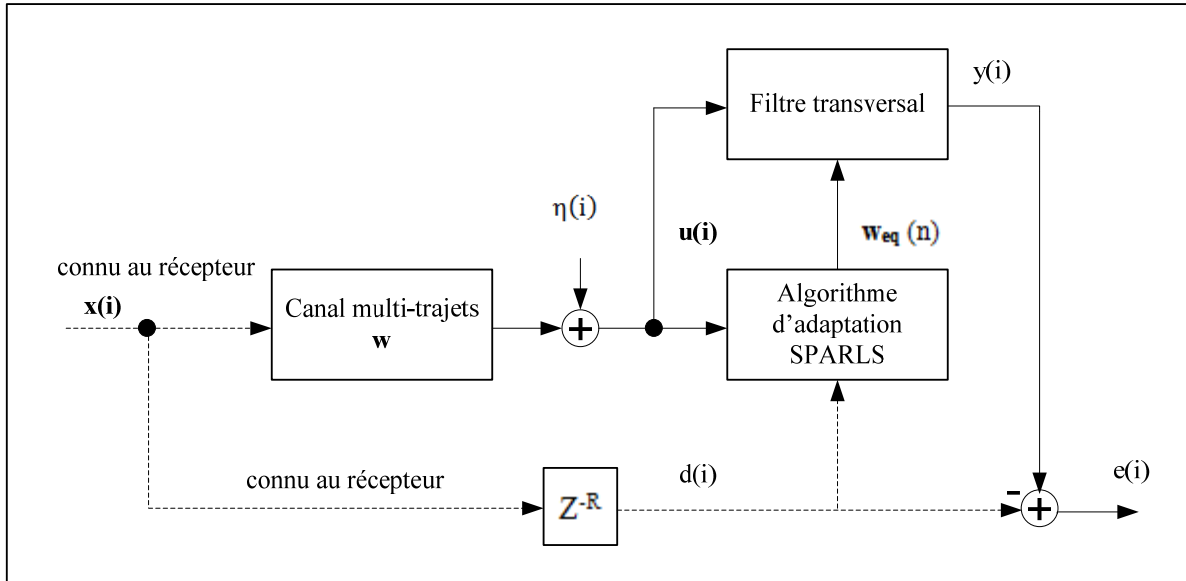 y(i)
Filtre transversal
η(i)
u(i)
w_eq (n)
connu au récepteur
x(i)
Canal multi-trajets
w
+
Algorithme
d’adaptation
SPARLS
connu au récepteur
Z^-R
d(i)
-
+
e(i)